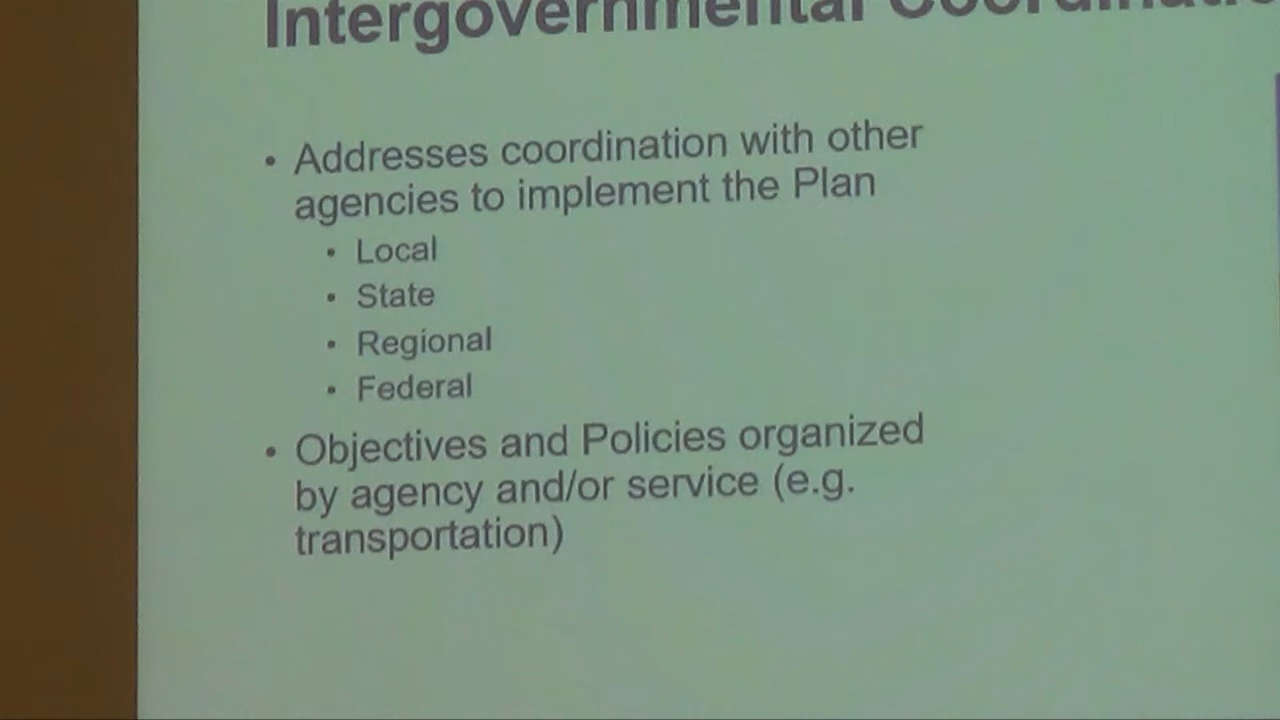 Intergovernmental Coordinatio
• Addresses coordination with other
agencies to implement the Plan
• Local
• State
• Regional
• Federal
• Objectives and Policies organized
by agency and/or service (e.g.
transportation)